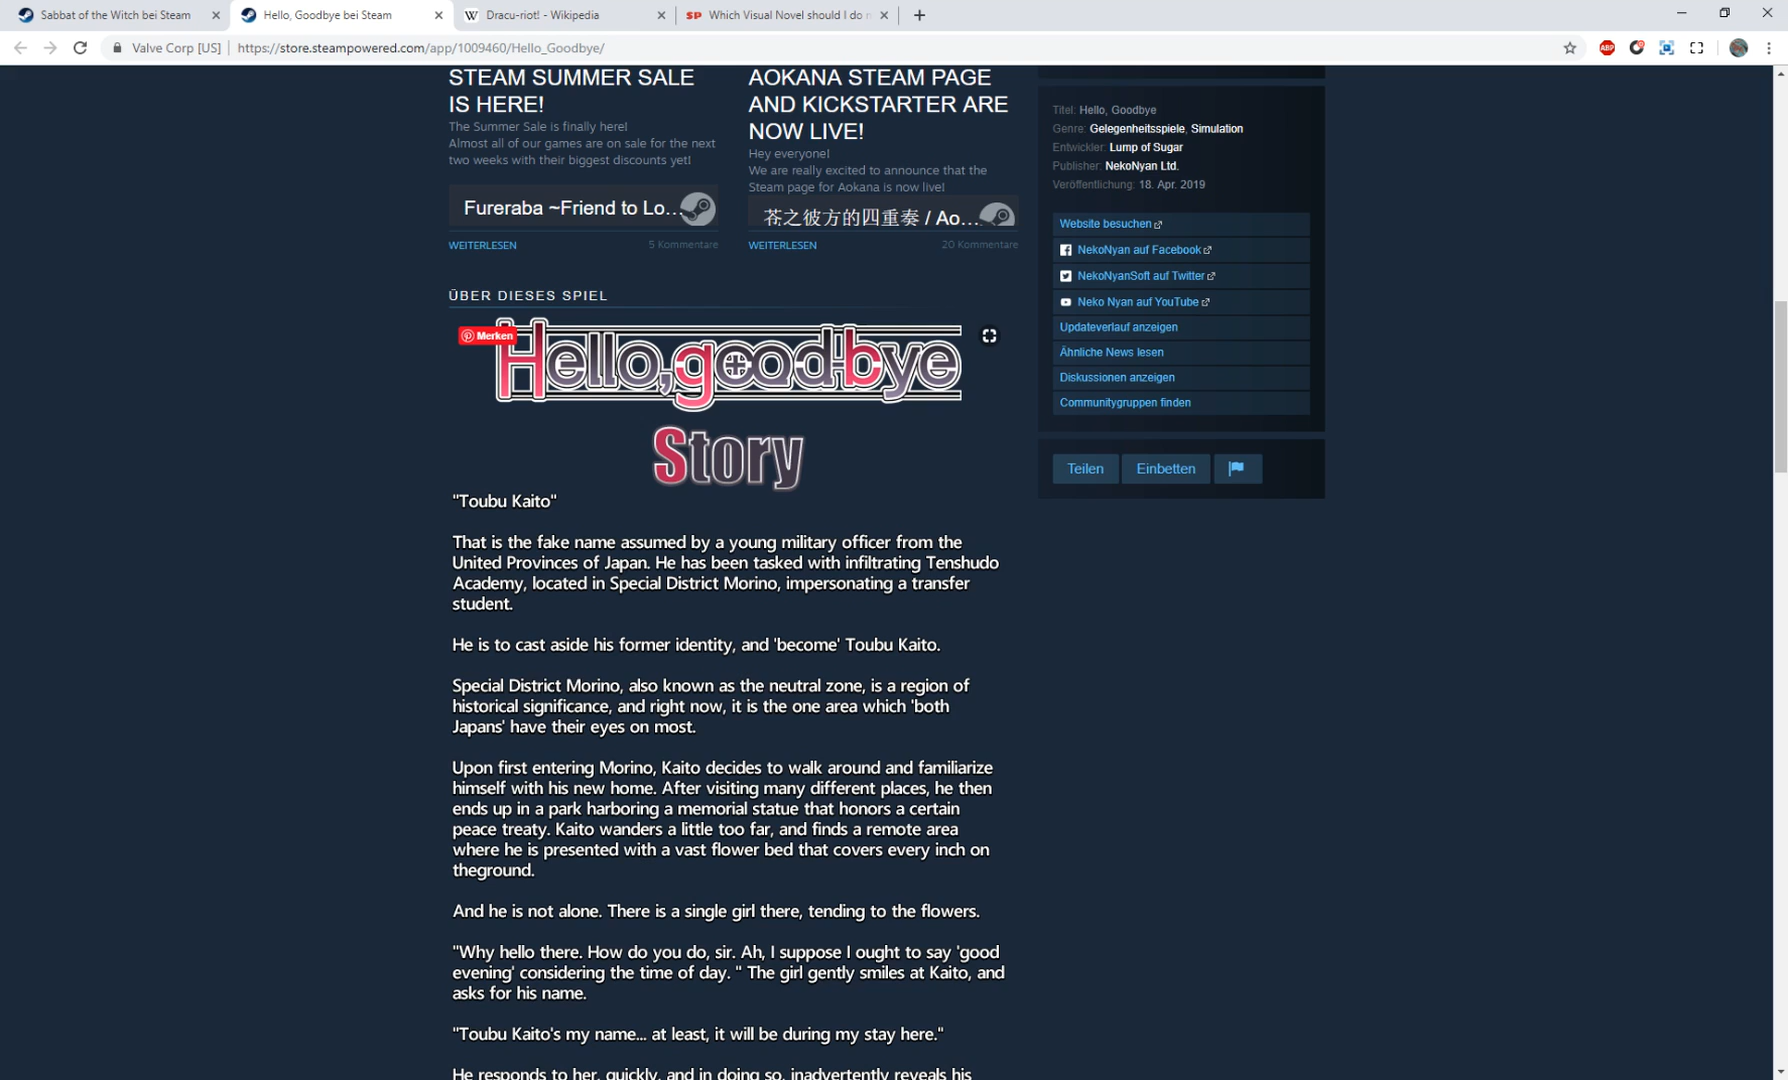 Sabbat of the Witch bei Steam
Hello, Goodbye bei Steam
Dracu-riot! - Wikipedia
Which Visual Novel should I do n
Valve Corp [US]
https://store.steampowered.com/app/1009460/Hello_Goodbye/
ABP
STEAM SUMMER SALE
IS HERE!
The Summer Sale is finally here!
Almost all of our games are on sale for the next
two weeks with their biggest discounts yet!
Fureraba ~Friend to Lo...
WEITERLESEN
5 Kommentare
AOKANA STEAM PAGE
AND KICKSTARTER ARE
NOW LIVE!
Hey everyone!
We are really excited to announce that the
Steam page for Aokana is now live!
苍之彼方的四重奏 / Ao...
WEITERLESEN
20 Kommentare
Titel: Hello, Goodbye
Genre: Gelegenheitsspiele, Simulation
Entwickler: Lump of Sugar
Publisher: NekoNyan Ltd.
Veröffentlichung: 18. Apr. 2019
Website besuchen
NekoNyan auf Facebook
NekoNyanSoft auf Twitter
Neko Nyan auf YouTube
Updateverlauf anzeigen
Ähnliche News lesen
Diskussionen anzeigen
Communitygruppen finden
Teilen
Einbetten
ÜBER DIESES SPIEL
Merken
Hello,good-bye
Story
"Toubu Kaito"
That is the fake name assumed by a young military officer from the
United Provinces of Japan. He has been tasked with infiltrating Tenshudo
Academy, located in Special District Morino, impersonating a transfer
student.
He is to cast aside his former identity, and 'become' Toubu Kaito.
Special District Morino, also known as the neutral zone, is a region of
historical significance, and right now, it is the one area which 'both
Japans' have their eyes on most.
Upon first entering Morino, Kaito decides to walk around and familiarize
himself with his new home. After visiting many different places, he then
ends up in a park harboring a memorial statue that honors a certain
peace treaty. Kaito wanders a little too far, and finds a remote area
where he is presented with a vast flower bed that covers every inch on
theground.
And he is not alone. There is a single girl there, tending to the flowers.
"Why hello there. How do you do, sir. Ah, I suppose I ought to say 'good
evening' considering the time of day. " The girl gently smiles at Kaito, and
asks for his name.
"Toubu Kaito's my name... at least, it will be during my stay here."
He responds to her, quickly, and in doing so, inadvertently reveals his